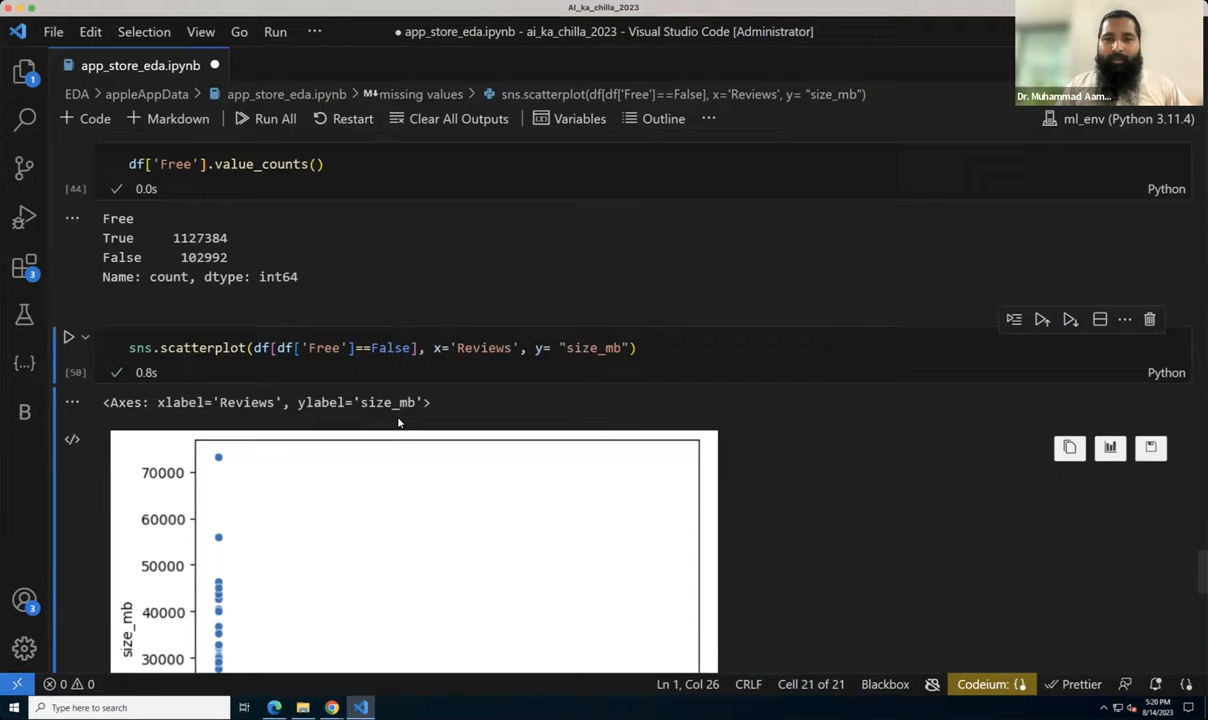 AI_ka_chilla_2023
File Edit Selection View Go Run ···
● app_store_eda.ipynb - ai_ka_chilla_2023 - Visual Studio Code [Administrator]
Dr. Muhammad Aam...
app_store_eda.ipynb ●
EDA > appleAppData > app_store_eda.ipynb > M↓missing values > sns.scatterplot(df[df['Free']==False], x='Reviews', y= "size_mb")
+ Code + Markdown Run All Restart Clear All Outputs Variables Outline ··· ml_env (Python 3.11.4)
df['Free'].value_counts()
[44] ✓ 0.0s Python
Free
True 1127384
False 102992
Name: count, dtype: int64
sns.scatterplot(df[df['Free']==False], x='Reviews', y= "size_mb")
[50] ✓ 0.8s Python
<Axes: xlabel='Reviews', ylabel='size_mb'>
70000
60000
50000
40000
30000
size_mb
1
3
B
3
0 0 Ln 1, Col 26 CRLF Cell 21 of 21 Blackbox Codeium: {} Prettier
Type here to search
5:20 PM
8/14/2023